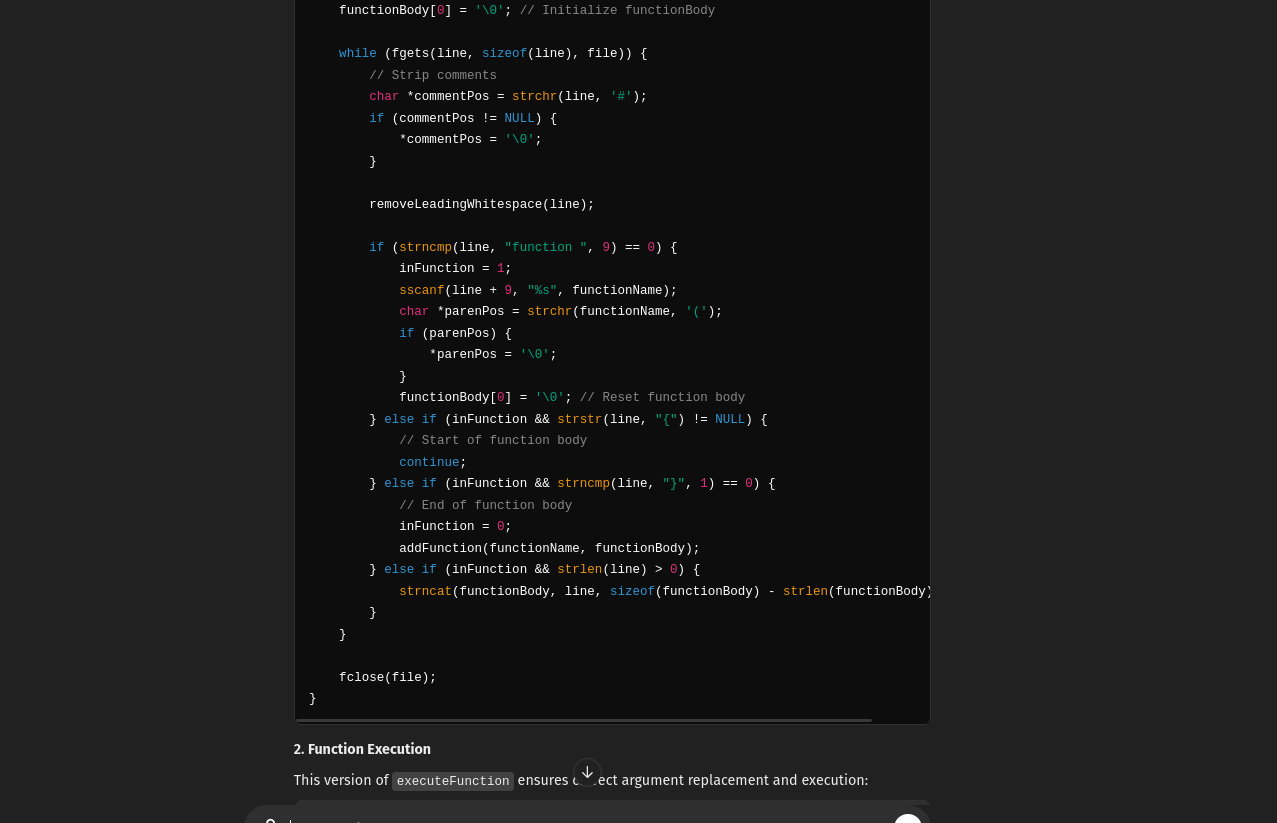 functionBody[0] = '\0'; // Initialize functionBody

    while (fgets(line, sizeof(line), file)) {
        // Strip comments
        char *commentPos = strchr(line, '#');
        if (commentPos != NULL) {
            *commentPos = '\0';
        }

        removeLeadingWhitespace(line);

        if (strncmp(line, "function ", 9) == 0) {
            inFunction = 1;
            sscanf(line + 9, "%s", functionName);
            char *parenPos = strchr(functionName, '(');
            if (parenPos) {
                *parenPos = '\0';
            }
            functionBody[0] = '\0'; // Reset function body
        } else if (inFunction && strstr(line, "{") != NULL) {
            // Start of function body
            continue;
        } else if (inFunction && strncmp(line, "}", 1) == 0) {
            // End of function body
            inFunction = 0;
            addFunction(functionName, functionBody);
        } else if (inFunction && strlen(line) > 0) {
            strncat(functionBody, line, sizeof(functionBody) - strlen(functionBody)
        }
    }

    fclose(file);
}
2. Function Execution
This version of executeFunction ensures argument replacement and execution: